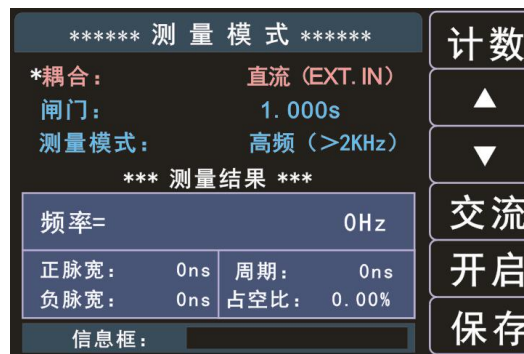 ****** 测 量 模 式 ******
*耦合： 直流（EXT. IN）
闸门： 1. 000s
测量模式： 高频（＞2KHz）
*** 测量结果 ***
频率= 0Hz
正脉宽： 0ns 周期： 0ns
负脉宽： 0ns 占空比： 0. 00%
信息框：
计数
▲
▼
交流
开启
保存